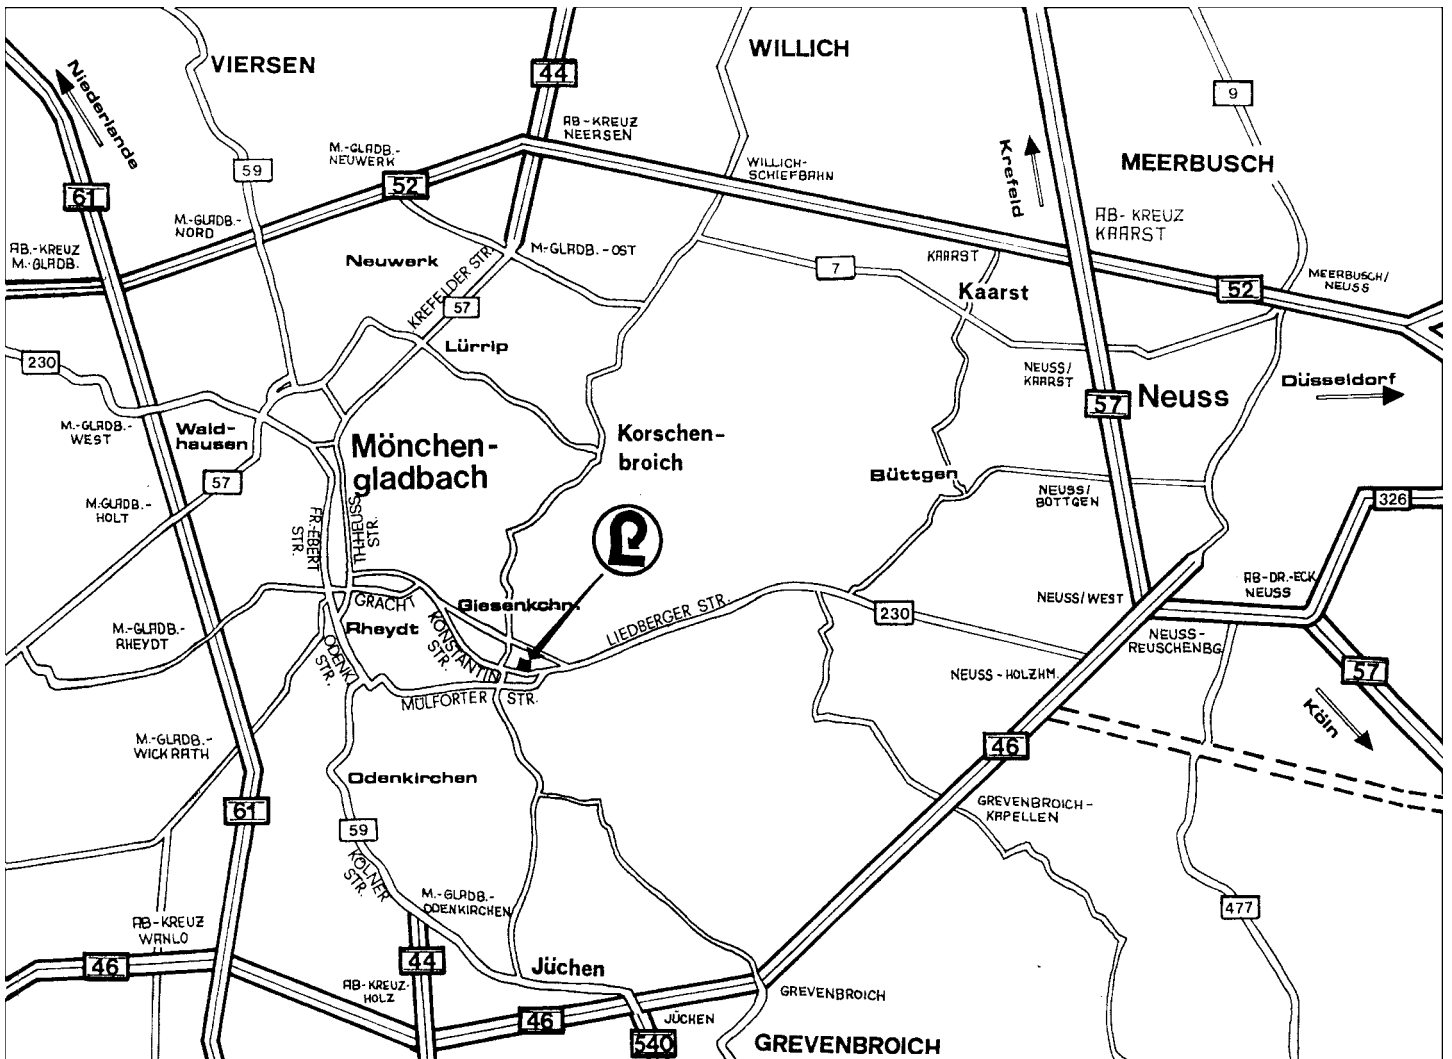 VIERSEN
WILLICH
44
Niederlande
9
AB-KREUZ
NEERSEN
M.-GLADB.-
NEUWERK
Krefeld
MEERBUSCH
59
52
WILLICH-
SCHIEFBAHN
61
M.-GLADB.-
NORD
AB-KREUZ
KAARST
AB.-KREUZ
M.-GLADB.
Neuwerk
KREFELDER STR.
M-GLADB.-OST
7
KAARST
Kaarst
52
MEERBUSCH/
NEUSS
57
Lürrip
230
NEUSS/
KAARST
Düsseldorf
57
Neuss
M.-GLADB.-
WEST
Wald-
hausen
Mönchen-
gladbach
Korschen-
broich
57
Büttgen
NEUSS/
BÖTTGEN
326
M.GLADB.-
HOLT
FR.-EBERT
STR.
TH-HEUSS
STR.
AB-DR.-ECK
NEUSS
GRACHT
Giesenkchn.
NEUSS/WEST
LIEDBERGER STR.
230
M.-GLADB.-
RHEYDT
Rheydt
KONSTANTIN
STR.
NEUSS-
REUSCHENBG.
ODENK.
STR.
NEUSS-HOLZHM.
57
MÜLFORTER STR.
Köln
M.-GLADB.-
WICKRATH
46
Odenkirchen
61
GREVENBROICH-
KAPELLEN
59
KÖLNER
STR.
M.-GLADB.-
ODENKIRCHEN
477
AB-KREUZ
WANLO
46
44
Jüchen
AB-KREUZ-
HOLZ
GREVENBROICH
46
JÜCHEN
540
GREVENBROICH